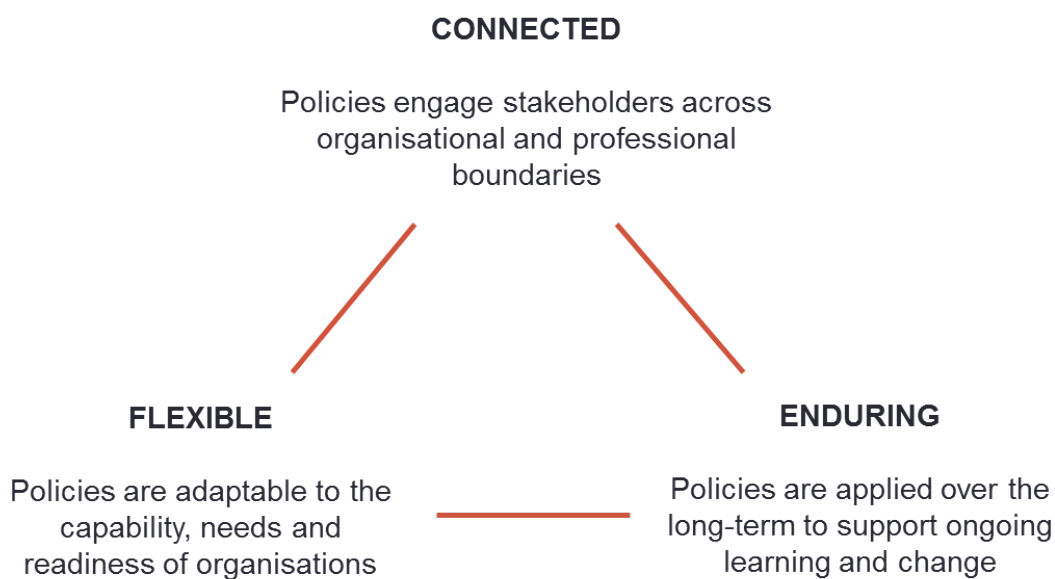 CONNECTED
Policies engage stakeholders across
organisational and professional
boundaries
FLEXIBLE
Policies are adaptable to the
capability, needs and
readiness of organisations
ENDURING
Policies are applied over the
long-term to support ongoing
learning and change